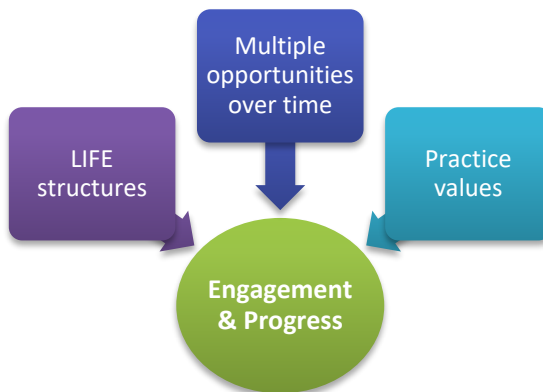 Multiple
opportunities
over time
LIFE
structures
Practice
values
Engagement
& Progress